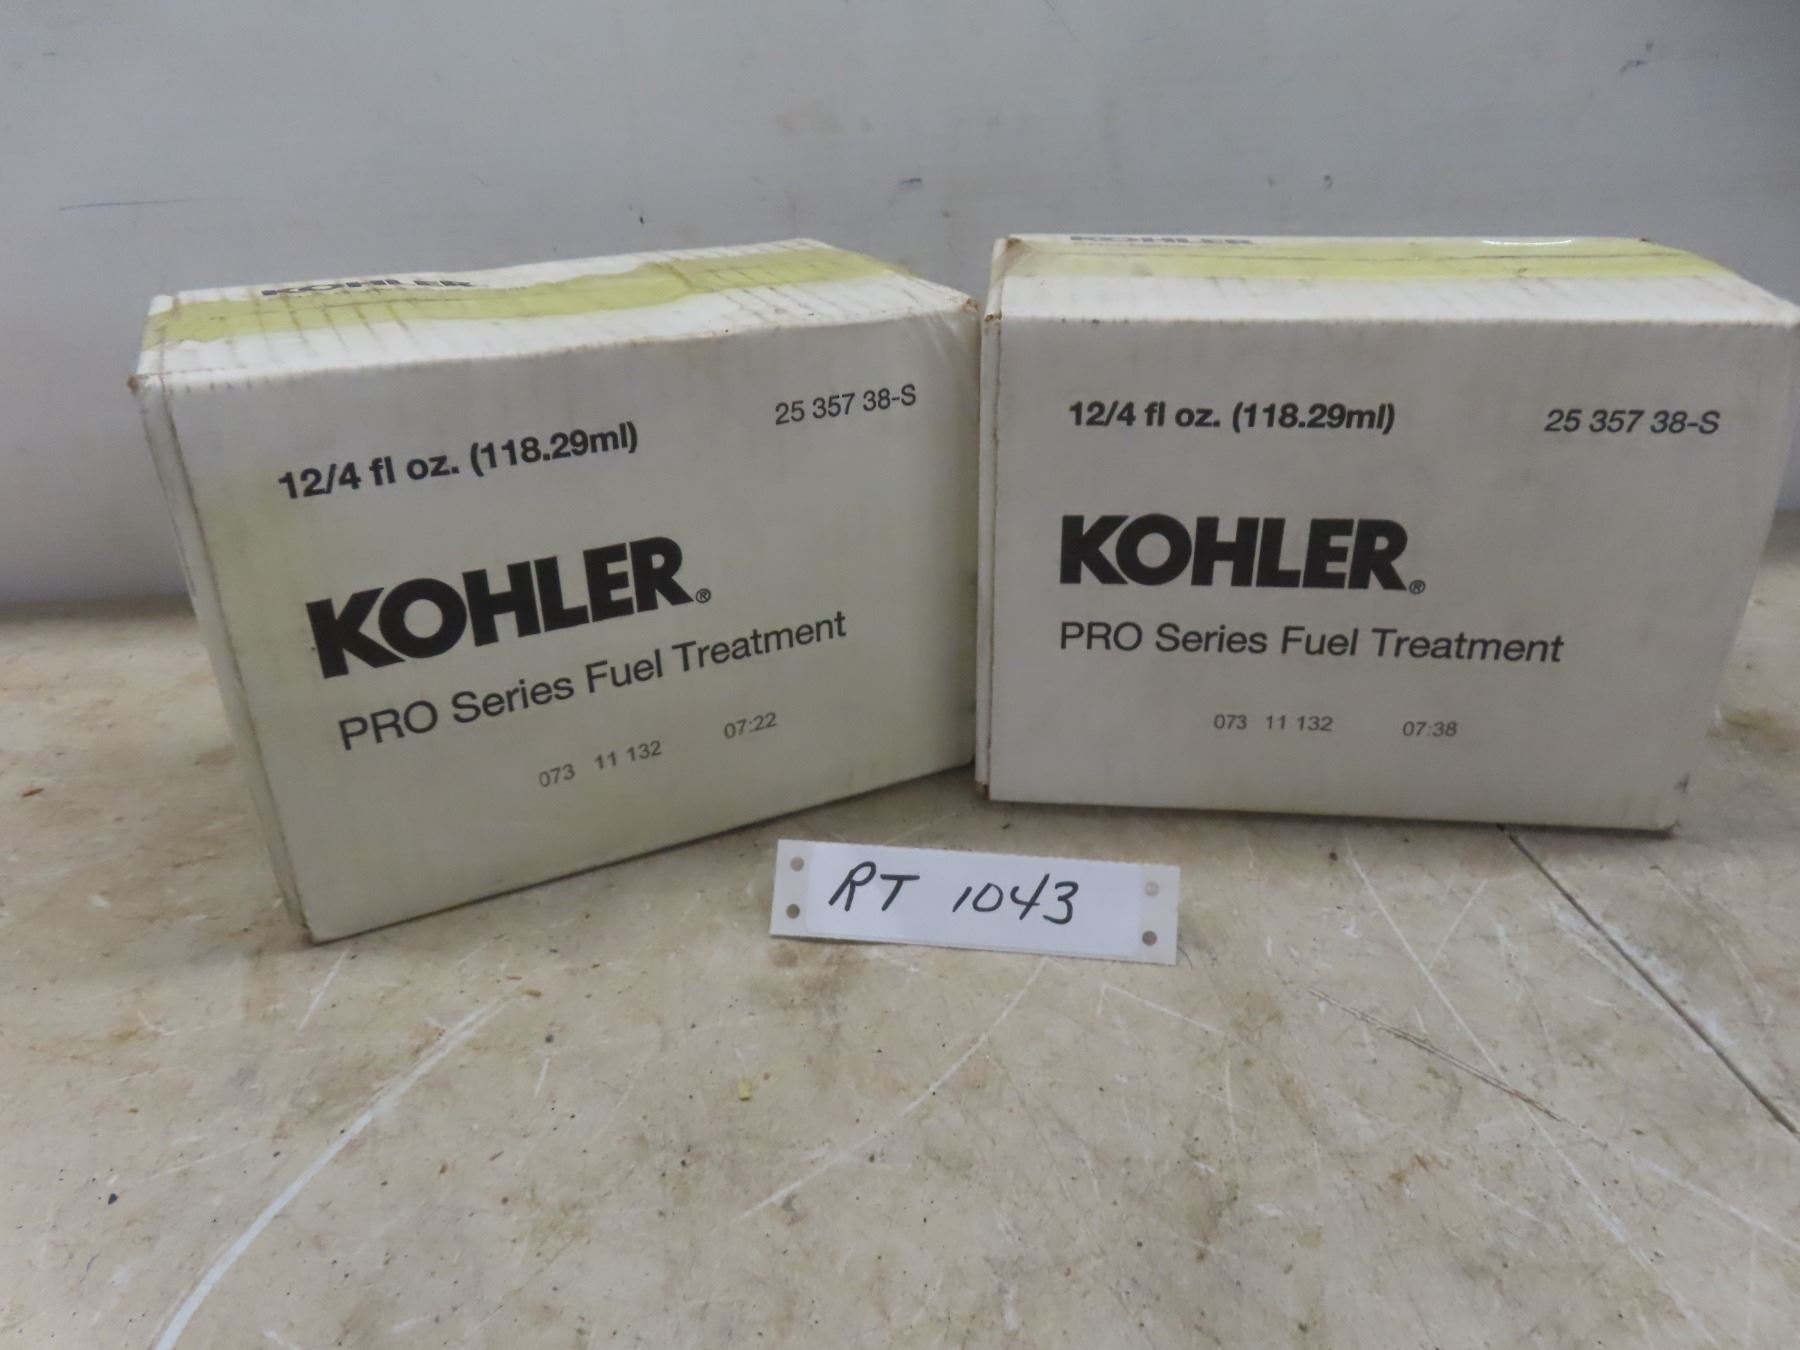 KOHLER
12/4 fl oz. (118.29ml)
25 357 38-S
KOHLER®
PRO Series Fuel Treatment
073 11 132 07:22
KOHLER
12/4 fl oz. (118.29ml)
25 357 38-S
KOHLER®
PRO Series Fuel Treatment
073 11 132 07:38
RT 1043